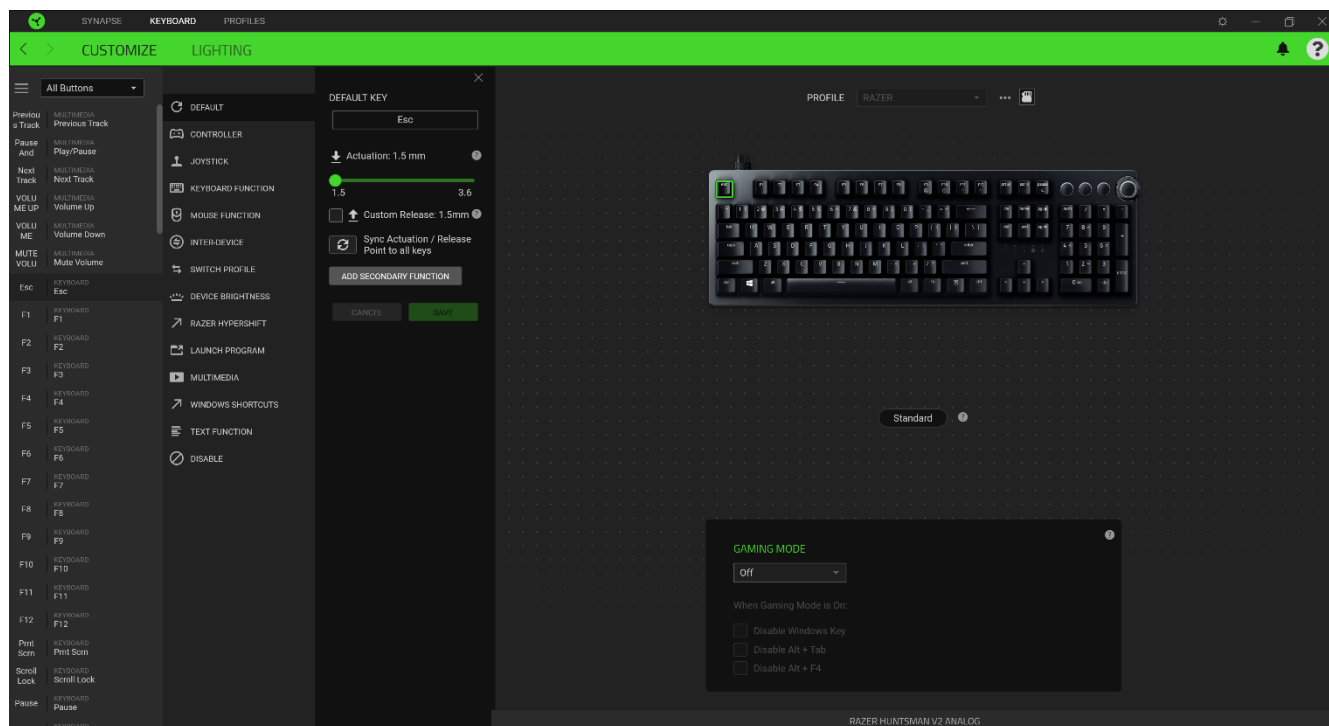 SYNAPSE KEYBOARD PROFILES
CUSTOMIZE LIGHTING
All Buttons
Previou
s Track
MULTIMEDIA
Previous Track
Pause
And
MULTIMEDIA
Play/Pause
Next
Track
MULTIMEDIA
Next Track
VOLU
ME UP
MULTIMEDIA
Volume Up
VOLU
ME
MULTIMEDIA
Volume Down
MUTE
VOLU
MULTIMEDIA
Mute Volume
Esc
KEYBOARD
Esc
F1
KEYBOARD
F1
F2
KEYBOARD
F2
F3
KEYBOARD
F3
F4
KEYBOARD
F4
F5
KEYBOARD
F5
F6
KEYBOARD
F6
F7
KEYBOARD
F7
F8
KEYBOARD
F8
F9
KEYBOARD
F9
F10
KEYBOARD
F10
F11
KEYBOARD
F11
F12
KEYBOARD
F12
Prnt
Scrn
KEYBOARD
Prnt Scrn
Scroll
Lock
KEYBOARD
Scroll Lock
Pause
KEYBOARD
Pause
DEFAULT
CONTROLLER
JOYSTICK
KEYBOARD FUNCTION
MOUSE FUNCTION
INTER-DEVICE
SWITCH PROFILE
DEVICE BRIGHTNESS
RAZER HYPERSHIFT
LAUNCH PROGRAM
MULTIMEDIA
WINDOWS SHORTCUTS
TEXT FUNCTION
DISABLE
DEFAULT KEY
Esc
Actuation: 1.5 mm
1.5 3.6
Custom Release: 1.5mm
Sync Actuation / Release
Point to all keys
ADD SECONDARY FUNCTION
CANCEL SAVE
PROFILE RAZER
Standard
GAMING MODE
Off
When Gaming Mode is On:
Disable Windows Key
Disable Alt + Tab
Disable Alt + F4
RAZER HUNTSMAN V2 ANALOG